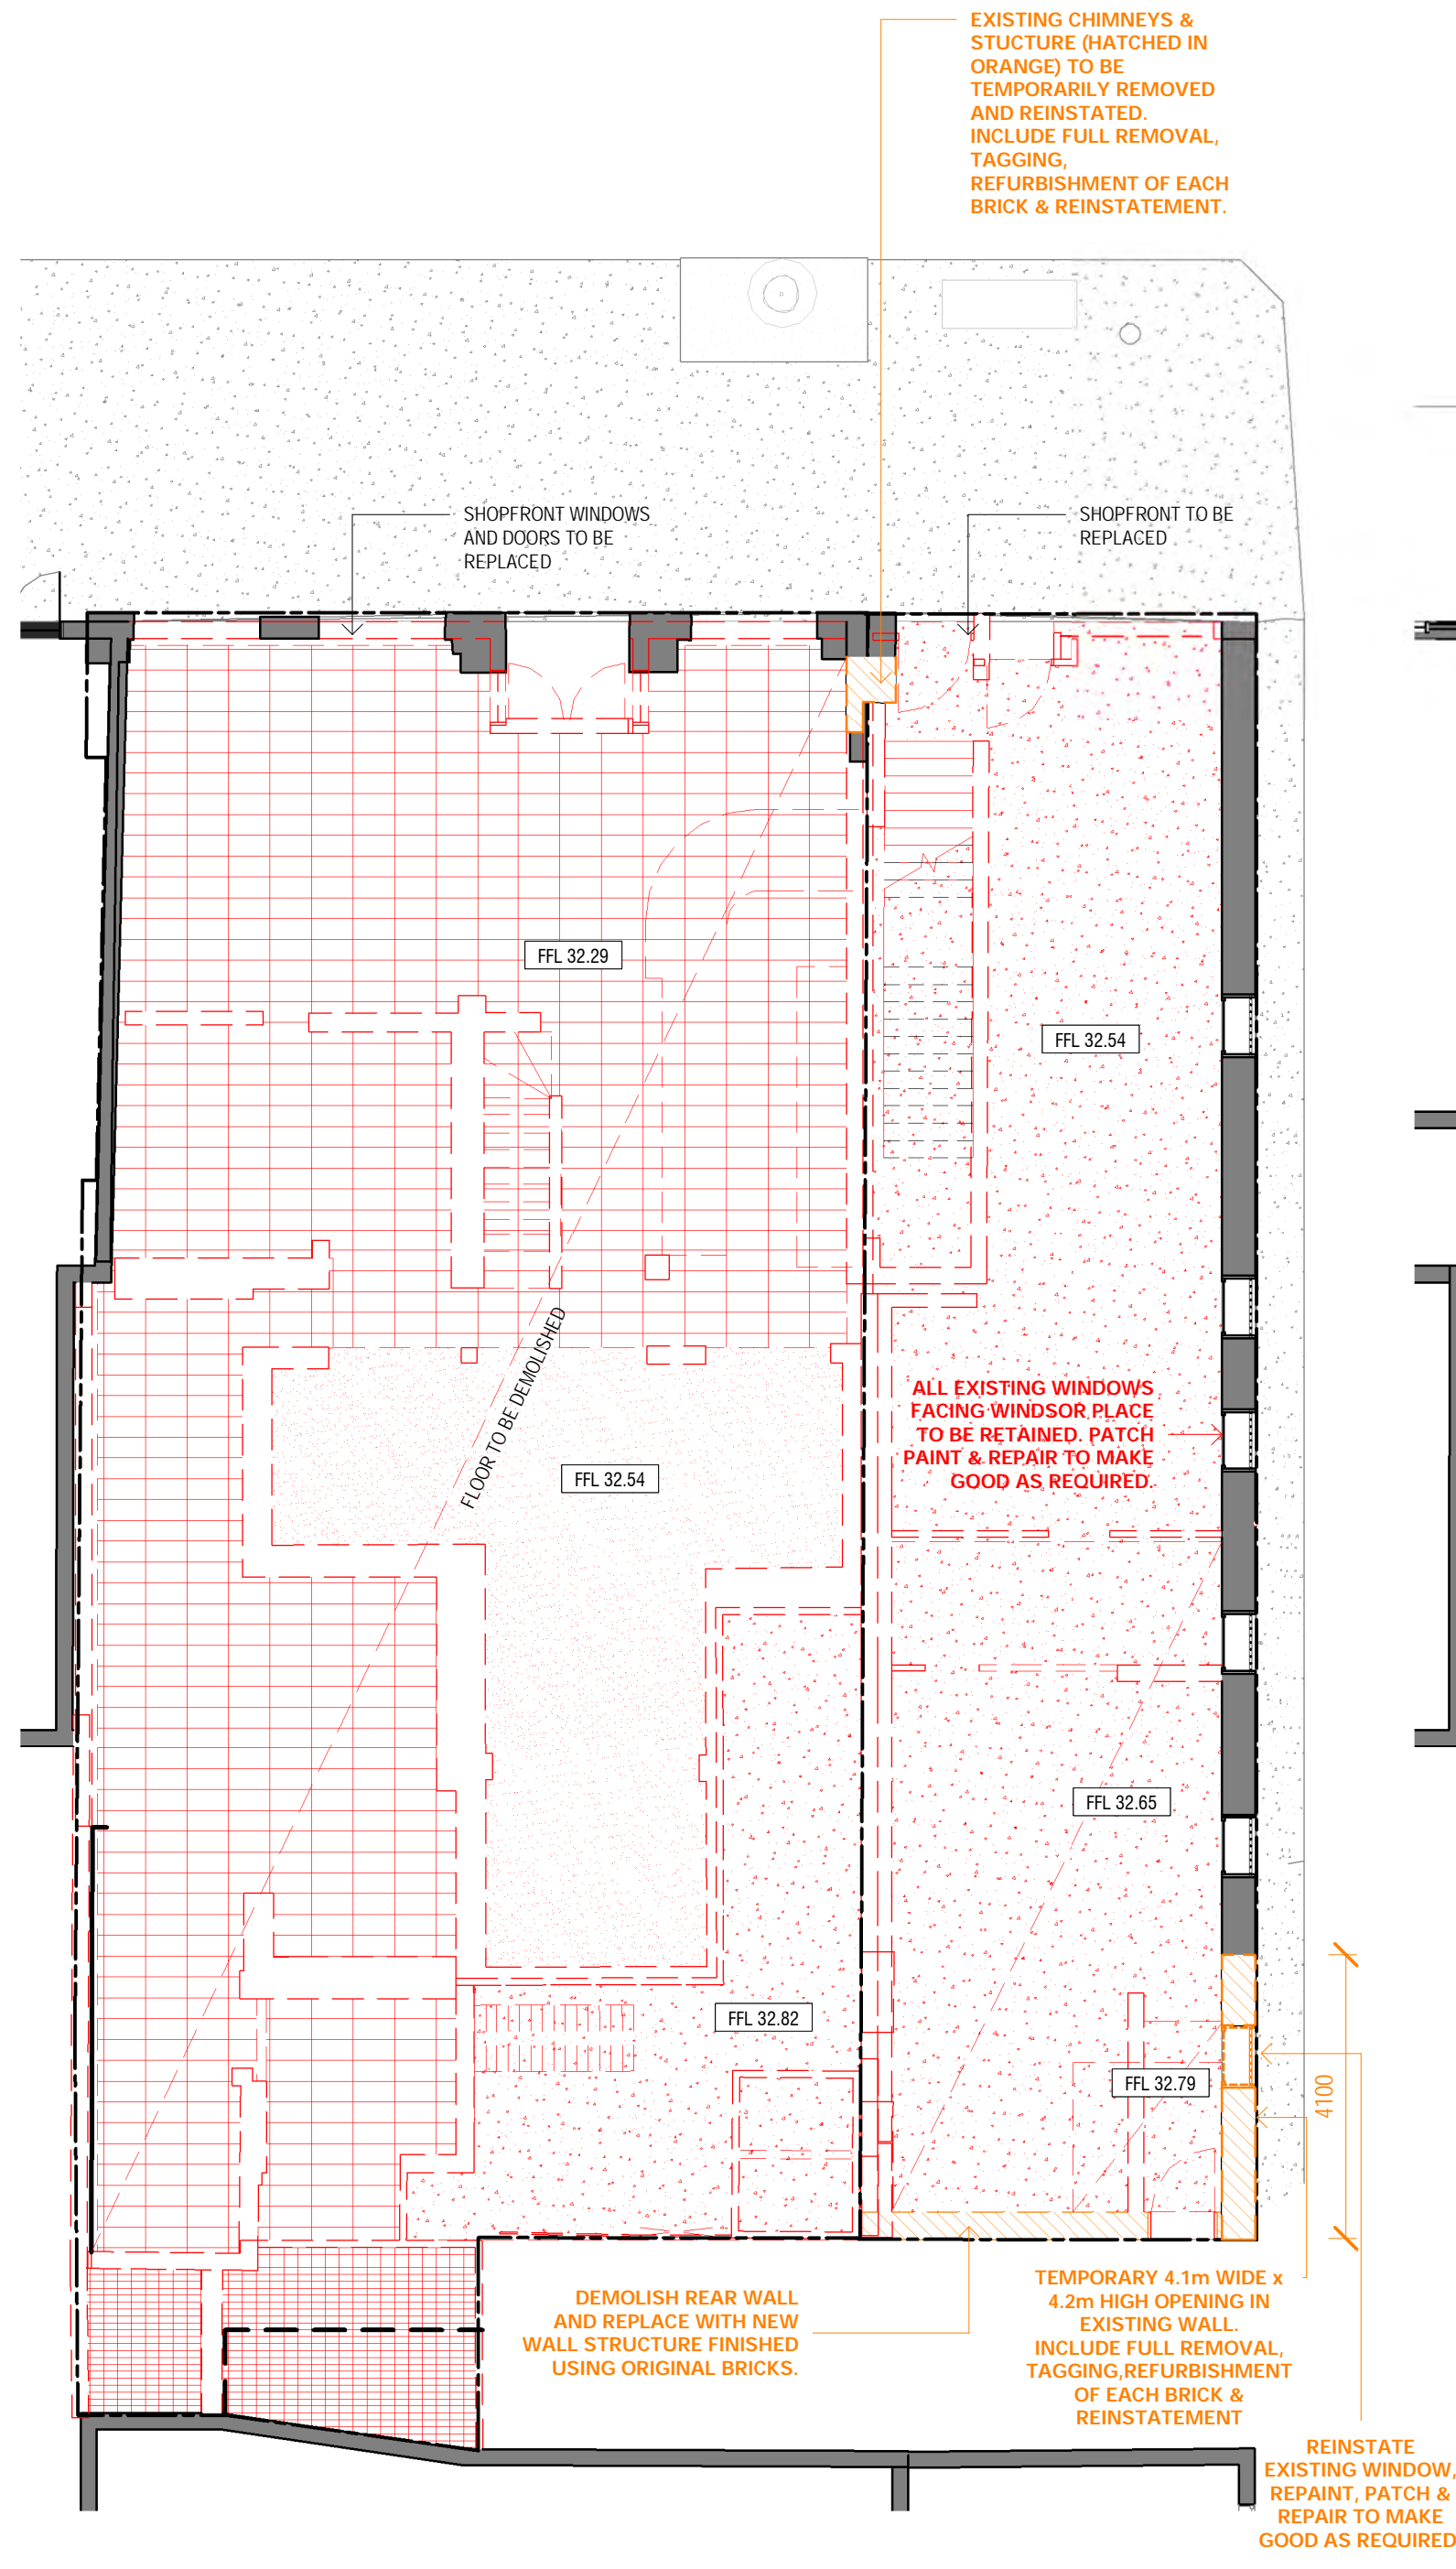 EXISTING CHIMNEYS &
STUCTURE (HATCHED IN
ORANGE) TO BE
TEMPORARILY REMOVED
AND REINSTATED.
INCLUDE FULL REMOVAL,
TAGGING,
REFURBISHMENT OF EACH
BRICK & REINSTATEMENT.
SHOPFRONT WINDOWS
AND DOORS TO BE
REPLACED
SHOPFRONT TO BE
REPLACED
FFL 32.29
FFL 32.54
FLOOR TO BE DEMOLISHED
ALL EXISTING WINDOWS
FACING WINDSOR PLACE
TO BE RETAINED. PATCH
PAINT & REPAIR TO MAKE
GOOD AS REQUIRED.
FFL 32.54
FFL 32.65
FFL 32.82
FFL 32.79
4100
DEMOLISH REAR WALL
AND REPLACE WITH NEW
WALL STRUCTURE FINISHED
USING ORIGINAL BRICKS.
TEMPORARY 4.1m WIDE x
4.2m HIGH OPENING IN
EXISTING WALL.
INCLUDE FULL REMOVAL,
TAGGING,REFURBISHMENT
OF EACH BRICK &
REINSTATEMENT
REINSTATE
EXISTING WINDOW,
REPAINT, PATCH &
REPAIR TO MAKE
GOOD AS REQUIRED